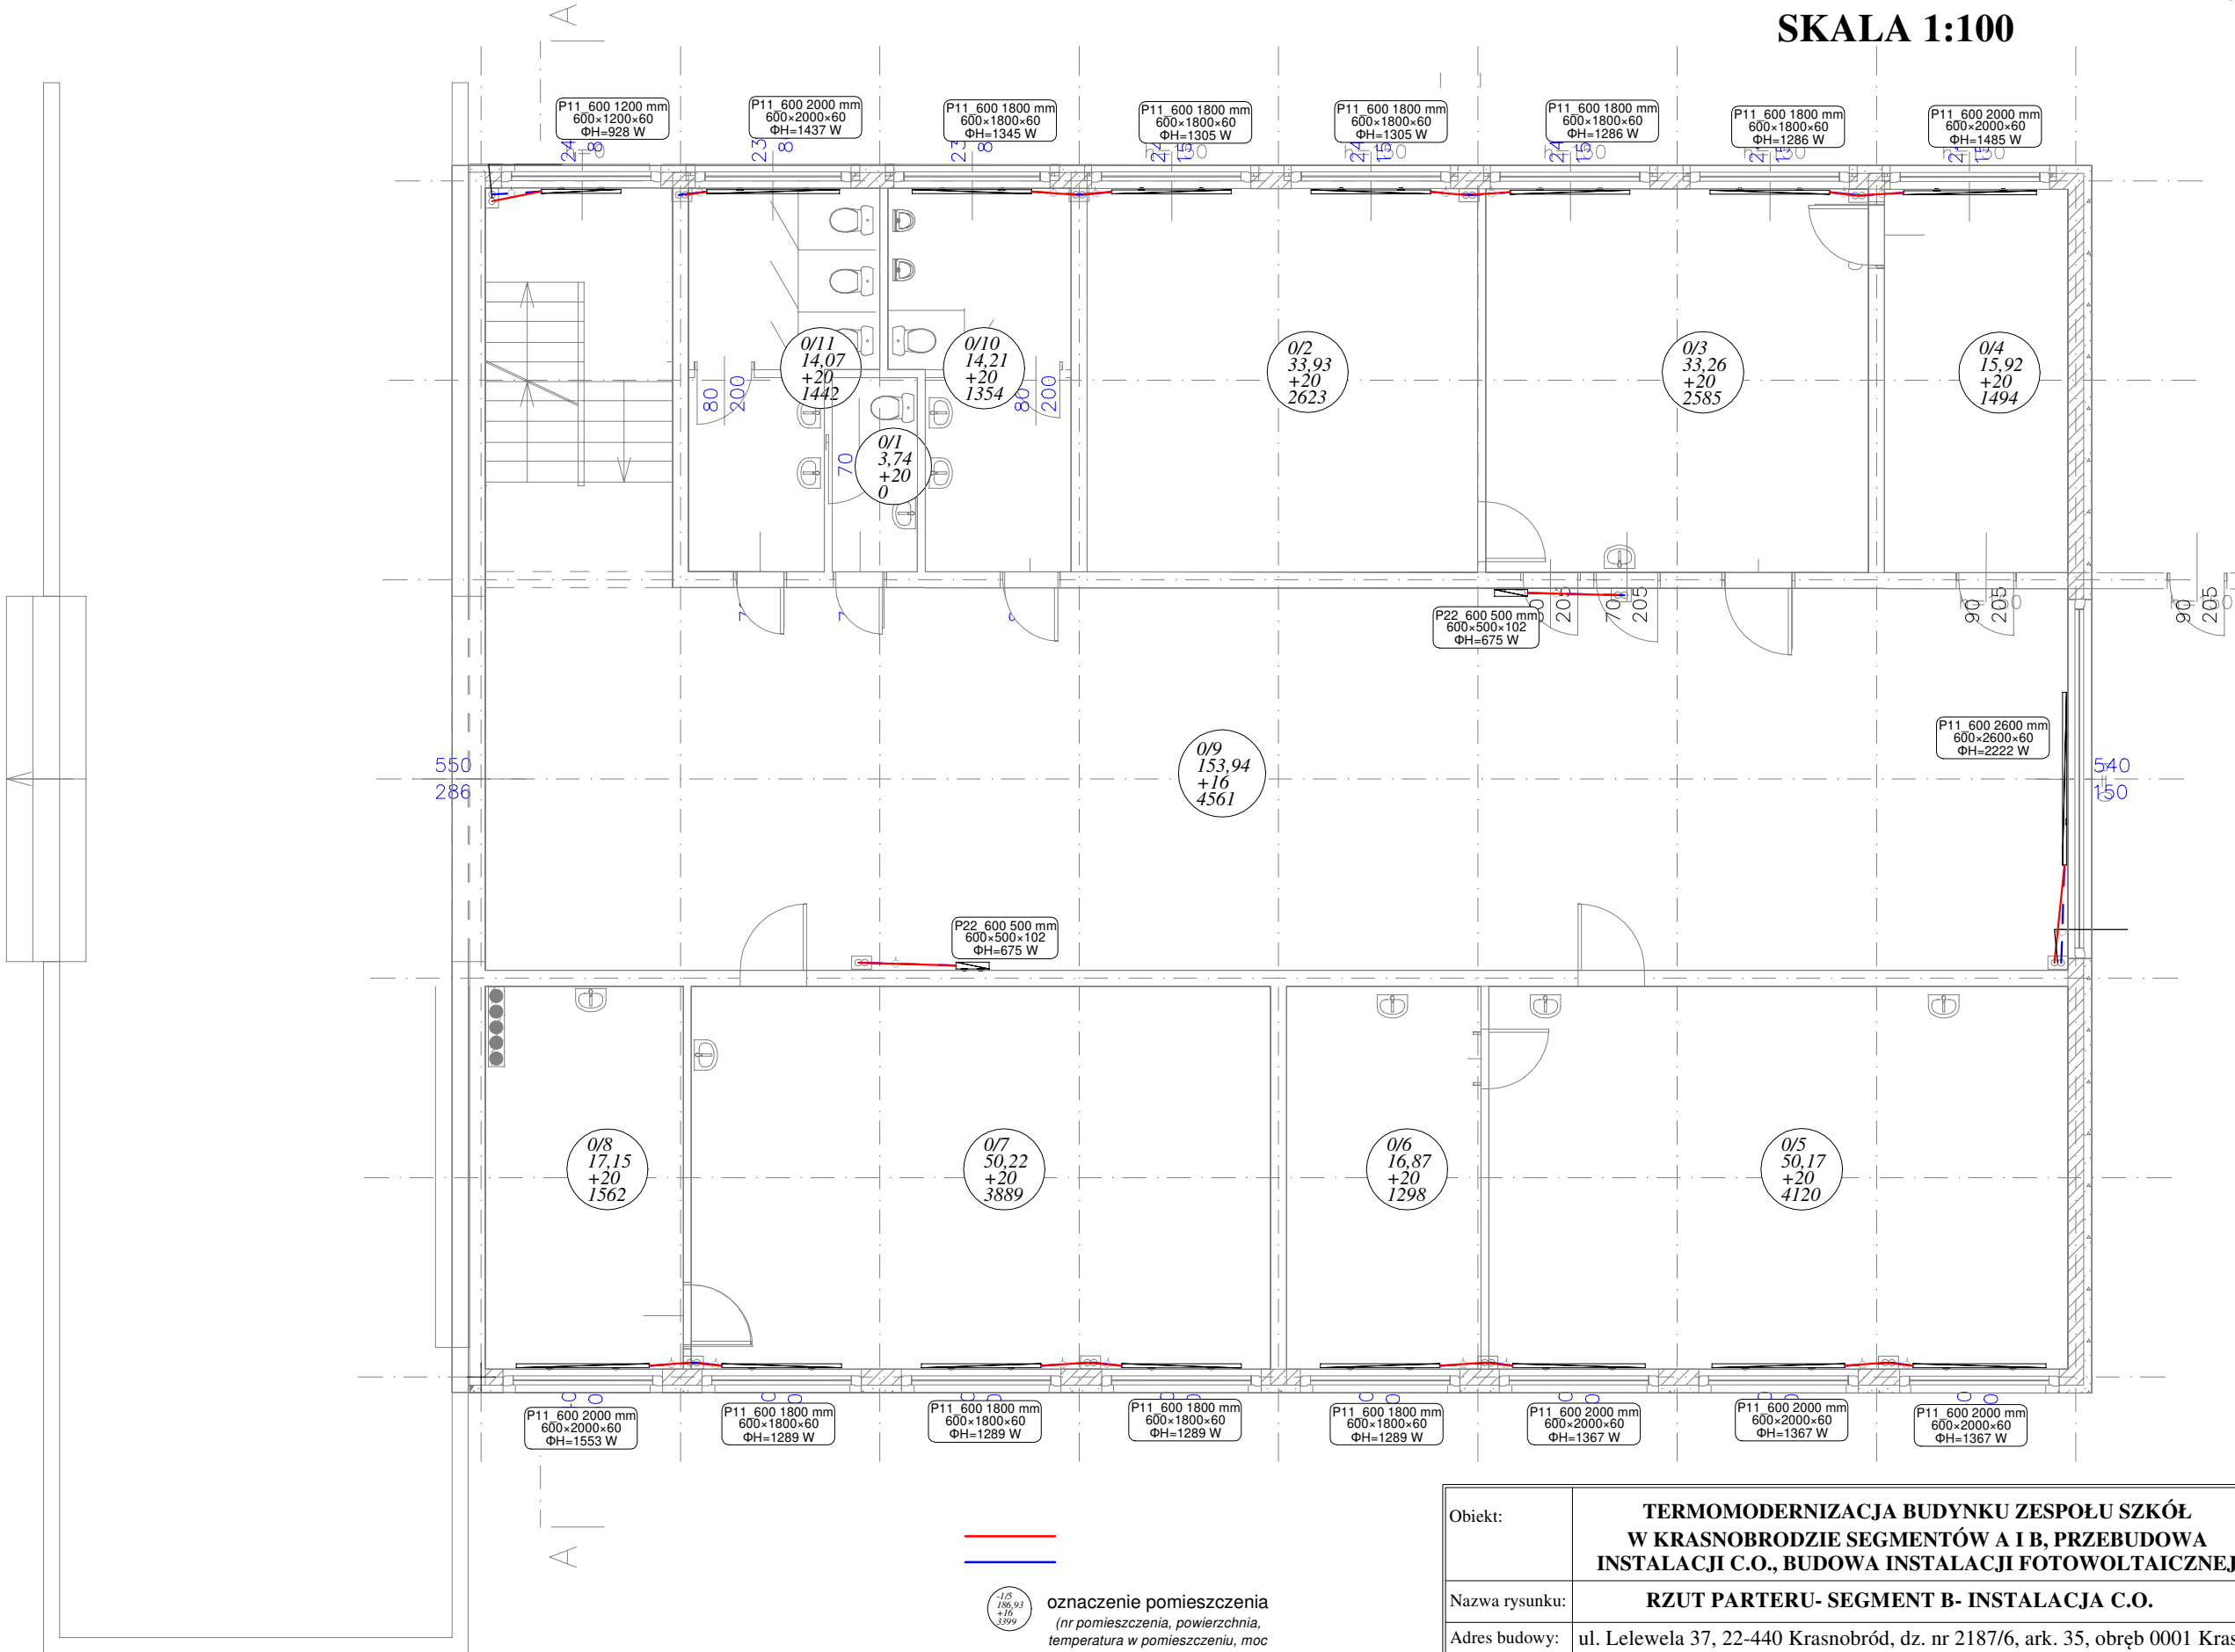 SKALA 1:100
A
P11_600 1200 mm
600×1200×60
ΦH=928 W
P11_600 2000 mm
600×2000×60
ΦH=1437 W
P11_600 1800 mm
600×1800×60
ΦH=1345 W
P11_600 1800 mm
600×1800×60
ΦH=1305 W
P11_600 1800 mm
600×1800×60
ΦH=1305 W
P11_600 1800 mm
600×1800×60
ΦH=1286 W
P11_600 1800 mm
600×1800×60
ΦH=1286 W
P11_600 2000 mm
600×2000×60
ΦH=1485 W
0/11
14,07
+20
1442
0/10
14,21
+20
1354
0/2
33,93
+20
2623
0/3
33,26
+20
2585
0/4
15,92
+20
1494
80
200
80
200
0/1
3,74
+20
0
70
P22_600 500 mm
600×500×102
ΦH=675 W
205
70
205
90
205
90
205
P11_600 2600 mm
600×2600×60
ΦH=2222 W
550
286
0/9
153,94
+16
4561
540
150
P22_600 500 mm
600×500×102
ΦH=675 W
0/8
17,15
+20
1562
0/7
50,22
+20
3889
0/6
16,87
+20
1298
0/5
50,17
+20
4120
P11_600 2000 mm
600×2000×60
ΦH=1553 W
P11_600 1800 mm
600×1800×60
ΦH=1289 W
P11_600 1800 mm
600×1800×60
ΦH=1289 W
P11_600 1800 mm
600×1800×60
ΦH=1289 W
P11_600 1800 mm
600×1800×60
ΦH=1289 W
P11_600 2000 mm
600×2000×60
ΦH=1367 W
P11_600 2000 mm
600×2000×60
ΦH=1367 W
P11_600 2000 mm
600×2000×60
ΦH=1367 W
A
-1/5
186,93
+16
3399
oznaczenie pomieszczenia
(nr pomieszczenia, powierzchnia,
temperatura w pomieszczeniu, moc
Obiekt:
TERMOMODERNIZACJA BUDYNKU ZESPOŁU SZKÓŁ
W KRASNOBRODZIE SEGMENTÓW A I B, PRZEBUDOWA
INSTALACJI C.O., BUDOWA INSTALACJI FOTOWOLTAICZNEJ
Nazwa rysunku:
RZUT PARTERU- SEGMENT B- INSTALACJA C.O.
Adres budowy:
ul. Lelewela 37, 22-440 Krasnobród, dz. nr 2187/6, ark. 35, obręb 0001 Kras